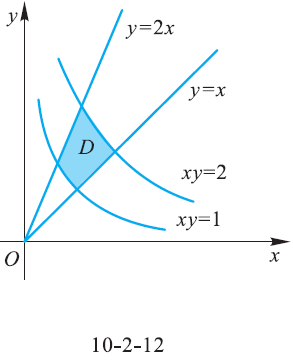 y
y=2x
y=x
D
xy=2
xy=1
O
x
10-2-12